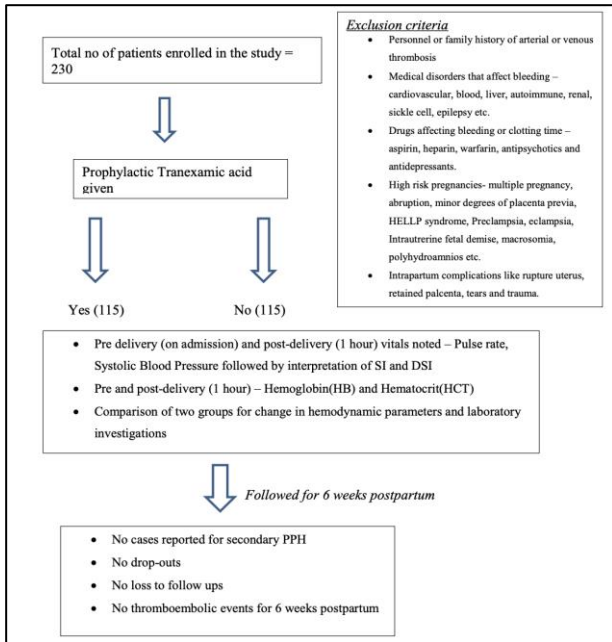 Total no of patients enrolled in the study =
230
Prophylactic Tranexamic acid
given
Yes (115)
No (115)
Exclusion criteria
• Personnel or family history of arterial or venous
thrombosis
• Medical disorders that affect bleeding –
cardiovascular, blood, liver, autoimmune, renal,
sickle cell, epilepsy etc.
• Drugs affecting bleeding or clotting time –
aspirin, heparin, warfarin, antipsychotics and
antidepressants.
• High risk pregnancies- multiple pregnancy,
abruption, minor degrees of placenta previa,
HELLP syndrome, Preclampsia, eclampsia,
Intrautrerine fetal demise, macrosomia,
polyhydroamnios etc.
• Intrapartum complications like rupture uterus,
retained palcenta, tears and trauma.
• Pre delivery (on admission) and post-delivery (1 hour) vitals noted – Pulse rate,
Systolic Blood Pressure followed by interpretation of SI and DSI
• Pre and post-delivery (1 hour) – Hemoglobin(HB) and Hematocrit(HCT)
• Comparison of two groups for change in hemodynamic parameters and laboratory
investigations
Followed for 6 weeks postpartum
• No cases reported for secondary PPH
• No drop-outs
• No loss to follow ups
• No thromboembolic events for 6 weeks postpartum